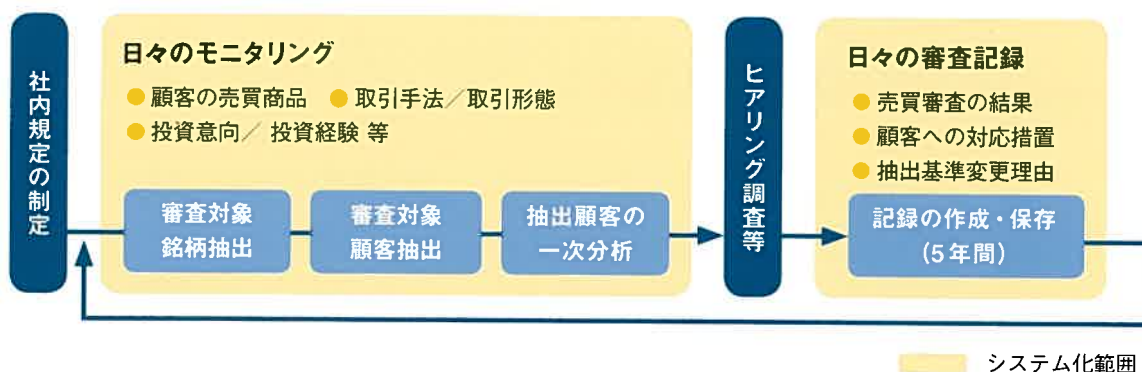 社内規定の制定
日々のモニタリング
● 顧客の売買商品 ● 取引手法／取引形態
● 投資意向／ 投資経験 等
審査対象
銘柄抽出
審査対象
顧客抽出
抽出顧客の
一次分析
ヒアリング調査等
日々の審査記録
● 売買審査の結果
● 顧客への対応措置
● 抽出基準変更理由
記録の作成・保存
(5年間)
システム化範囲